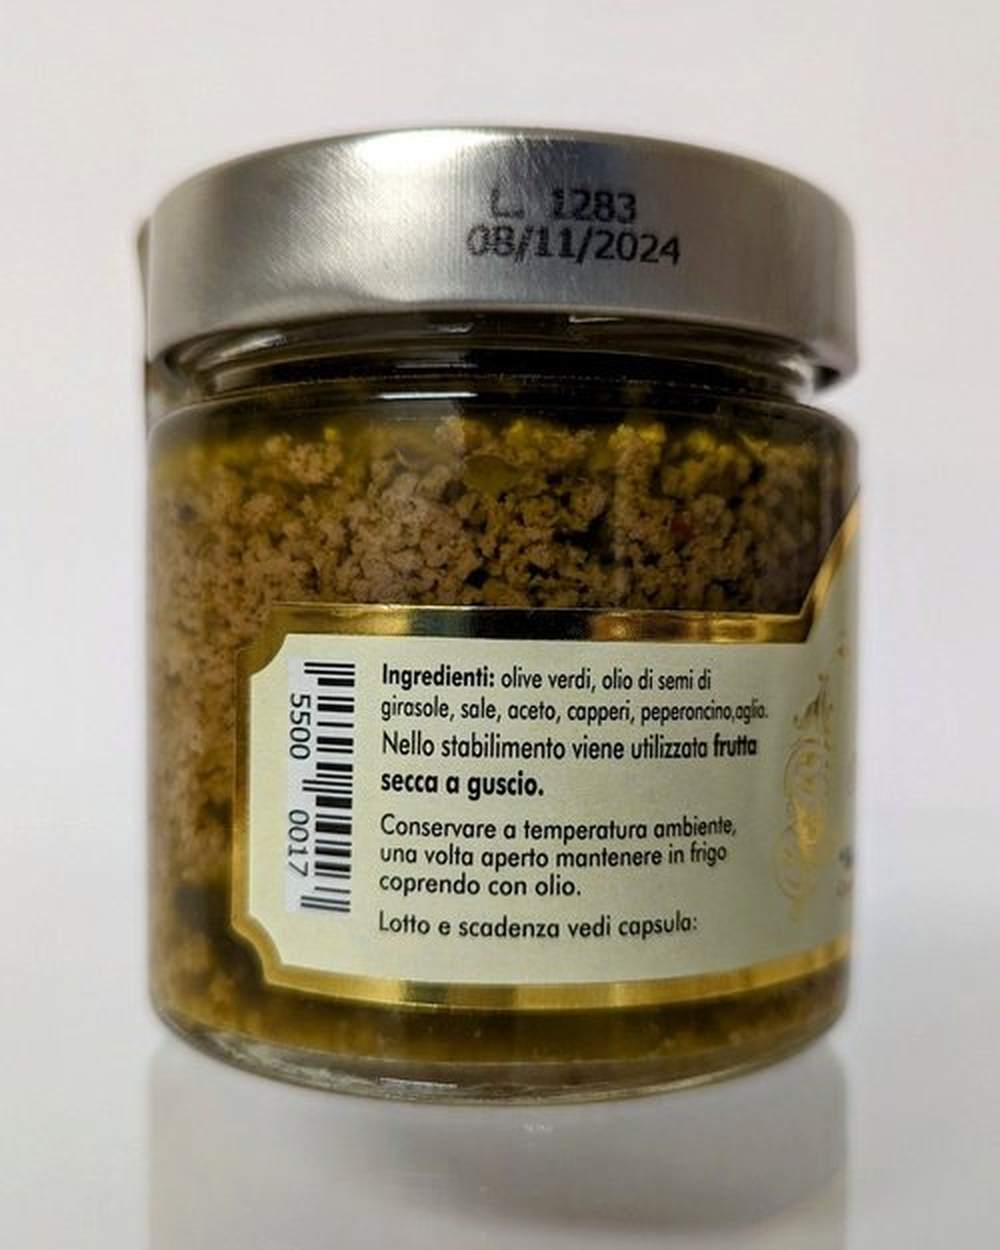 L. 1283
08/11/2024
Ingredienti: olive verdi, olio di semi di
girasole, sale, aceto, capperi, peperoncino,aglio.
Nello stabilimento viene utilizzata frutta
secca a guscio.
Conservare a temperatura ambiente,
una volta aperto mantenere in frigo
coprendo con olio.
Lotto e scadenza vedi capsula:
5500 0017